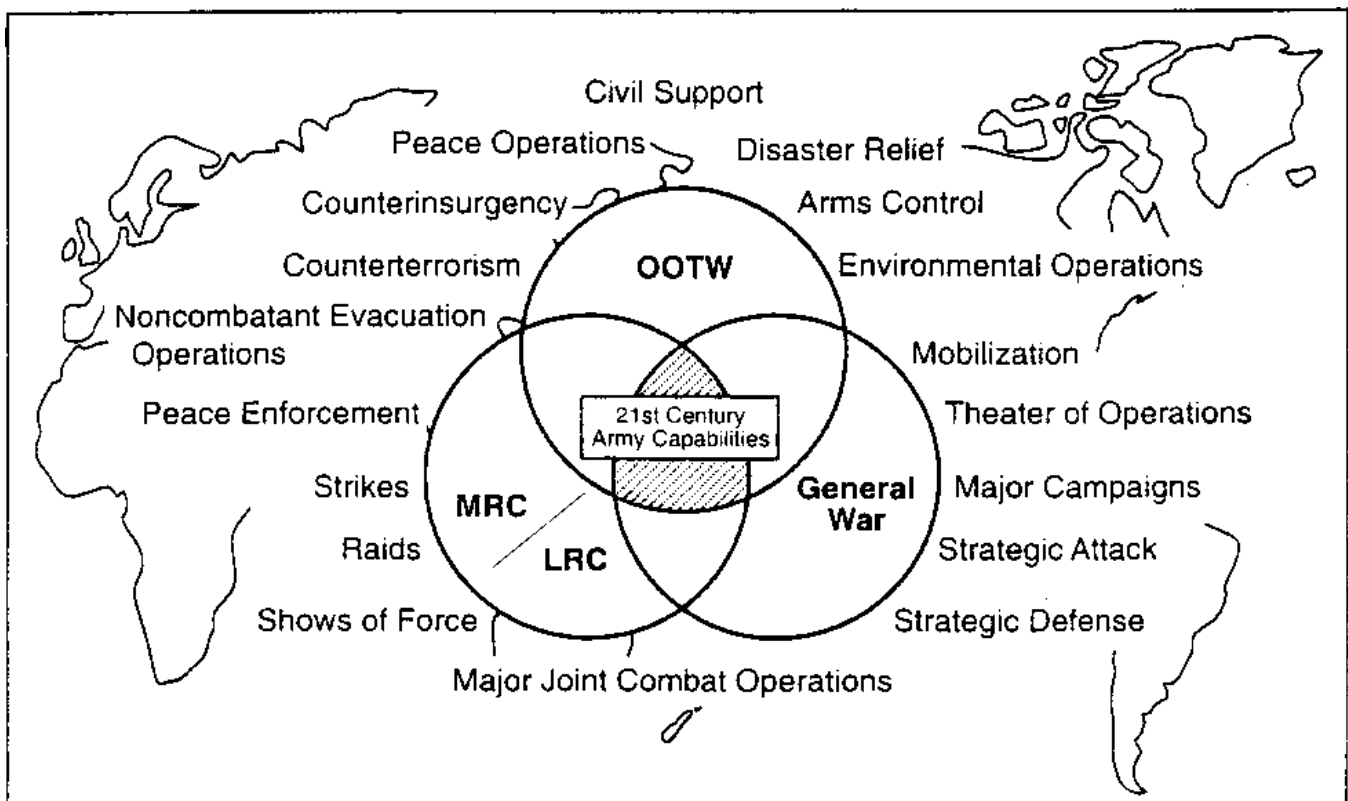 Civil Support
Peace Operations
Disaster Relief
Counterinsurgency
Arms Control
Counterterrorism
OOTW
Environmental Operations
Noncombatant Evacuation
Operations
Mobilization
Peace Enforcement
21st Century
Army Capabilities
Theater of Operations
Strikes
MRC
General
War
Major Campaigns
Raids
LRC
Strategic Attack
Shows of Force
Strategic Defense
Major Joint Combat Operations